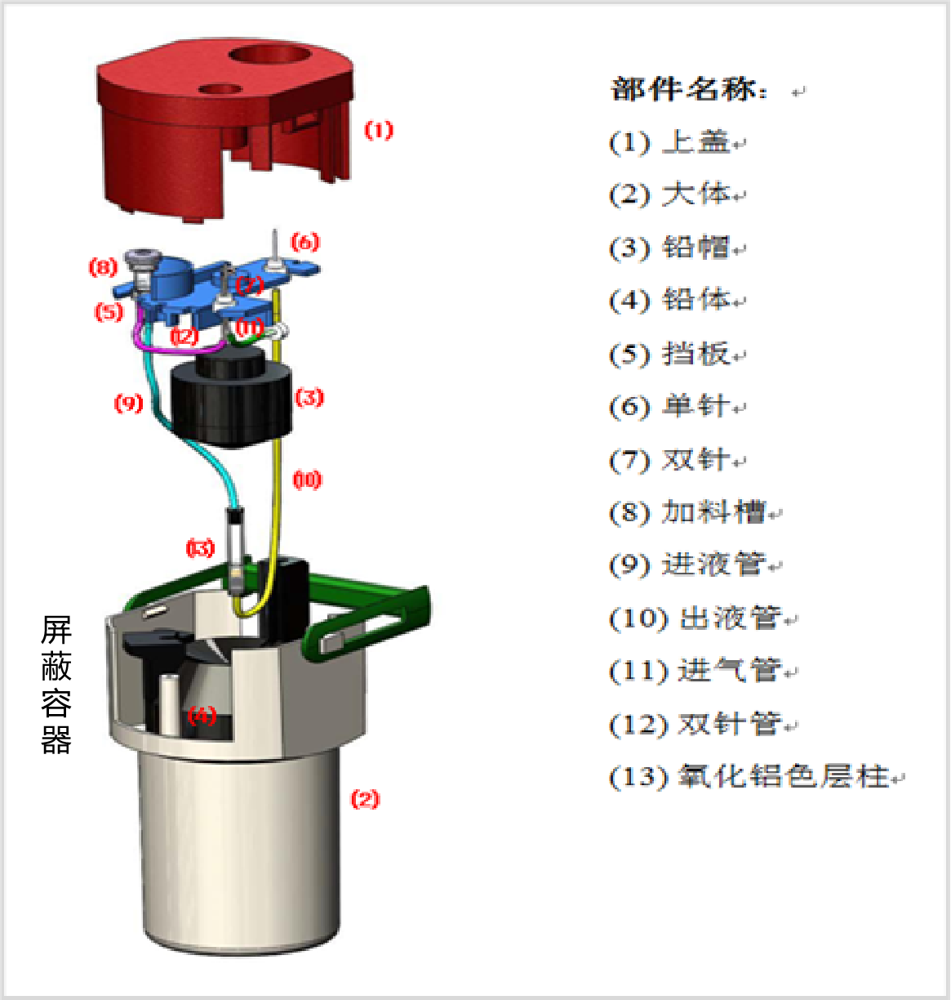 (1)
(6)
(8)
(7)
(5)
(12)
(11)
(9)
(3)
(10)
(13)
(4)
(2)
屏蔽容器
部件名称：
(1) 上盖
(2) 大体
(3) 铅帽
(4) 铅体
(5) 挡板
(6) 单针
(7) 双针
(8) 加料槽
(9) 进液管
(10) 出液管
(11) 进气管
(12) 双针管
(13) 氧化铝色层柱